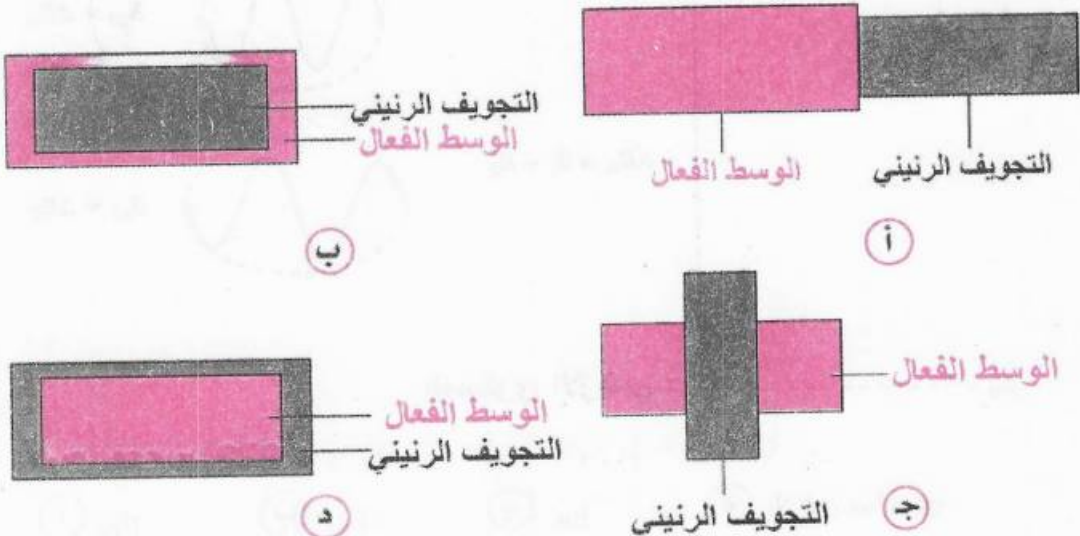 التجويف الرنيني
الوسط الفعال
أ
التجويف الرنيني
الوسط الفعال
ب
الوسط الفعال
التجويف الرنيني
جـ
الوسط الفعال
التجويف الرنيني
د